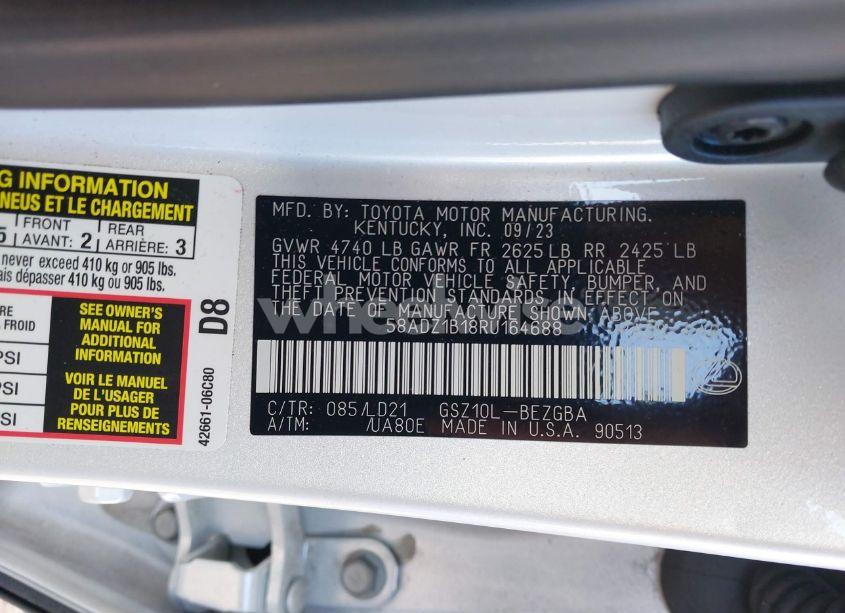 G INFORMATION
NEUS ET LE CHARGEMENT
5 FRONT AVANT: 2 REAR ARRIÈRE: 3
never exceed 410 kg or 905 lbs.
ais dépasser 410 kg ou 905 lbs.
RE
FROID
PSI
PSI
SEE OWNER'S
MANUAL FOR
ADDITIONAL
INFORMATION
VOIR LE MANUEL
DE L'USAGER
POUR PLUS DE
RENSEIGNEMENTS
D8
42661-06C80
MFD. BY: TOYOTA MOTOR MANUFACTURING.
KENTUCKY, INC. 09/23
GVWR 4740 LB GAWR FR 2625 LB RR 2425 LB
THIS VEHICLE CONFORMS TO ALL APPLICABLE
FEDERAL MOTOR VEHICLE SAFETY, BUMPER, AND
THEFT PREVENTION STANDARDS IN EFFECT ON
THE DATE OF MANUFACTURE SHOWN ABOVE.
58ADZ1B18RU164688
C/TR: 085/LD21 GSZ10L-BEZGBA
A/TM: /UA80E MADE IN U.S.A. 90513